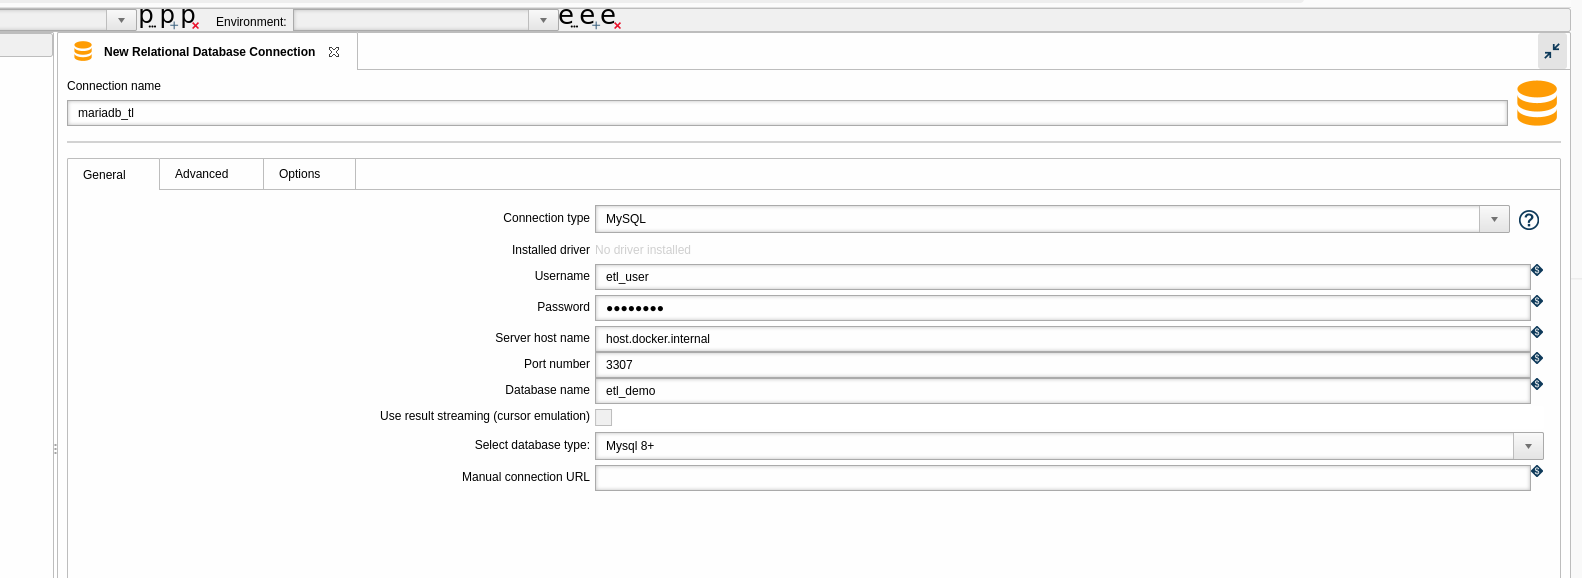 p p p Environment: e e e
New Relational Database Connection
Connection name
mariadb_tl
General Advanced Options
Connection type MySQL
Installed driver No driver installed
Username etl_user
Password ●●●●●●●●
Server host name host.docker.internal
Port number 3307
Database name etl_demo
Use result streaming (cursor emulation)
Select database type: Mysql 8+
Manual connection URL